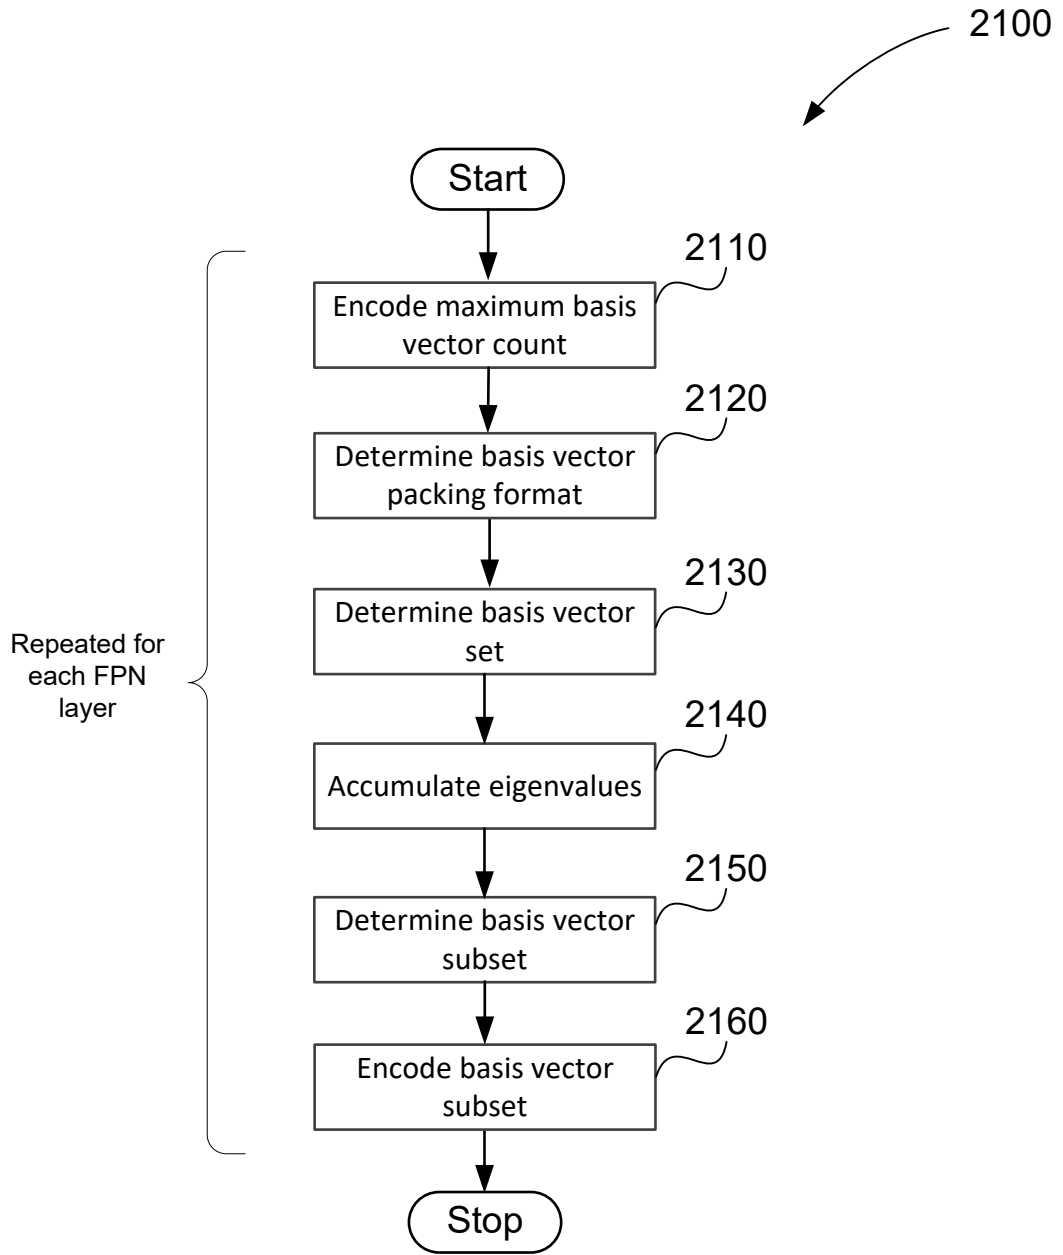 2100
Start
2110
Encode maximum basis
vector count
2120
Determine basis vector
packing format
2130
Determine basis vector
set
Repeated for
each FPN
layer
2140
Accumulate eigenvalues
2150
Determine basis vector
subset
2160
Encode basis vector
subset
Stop